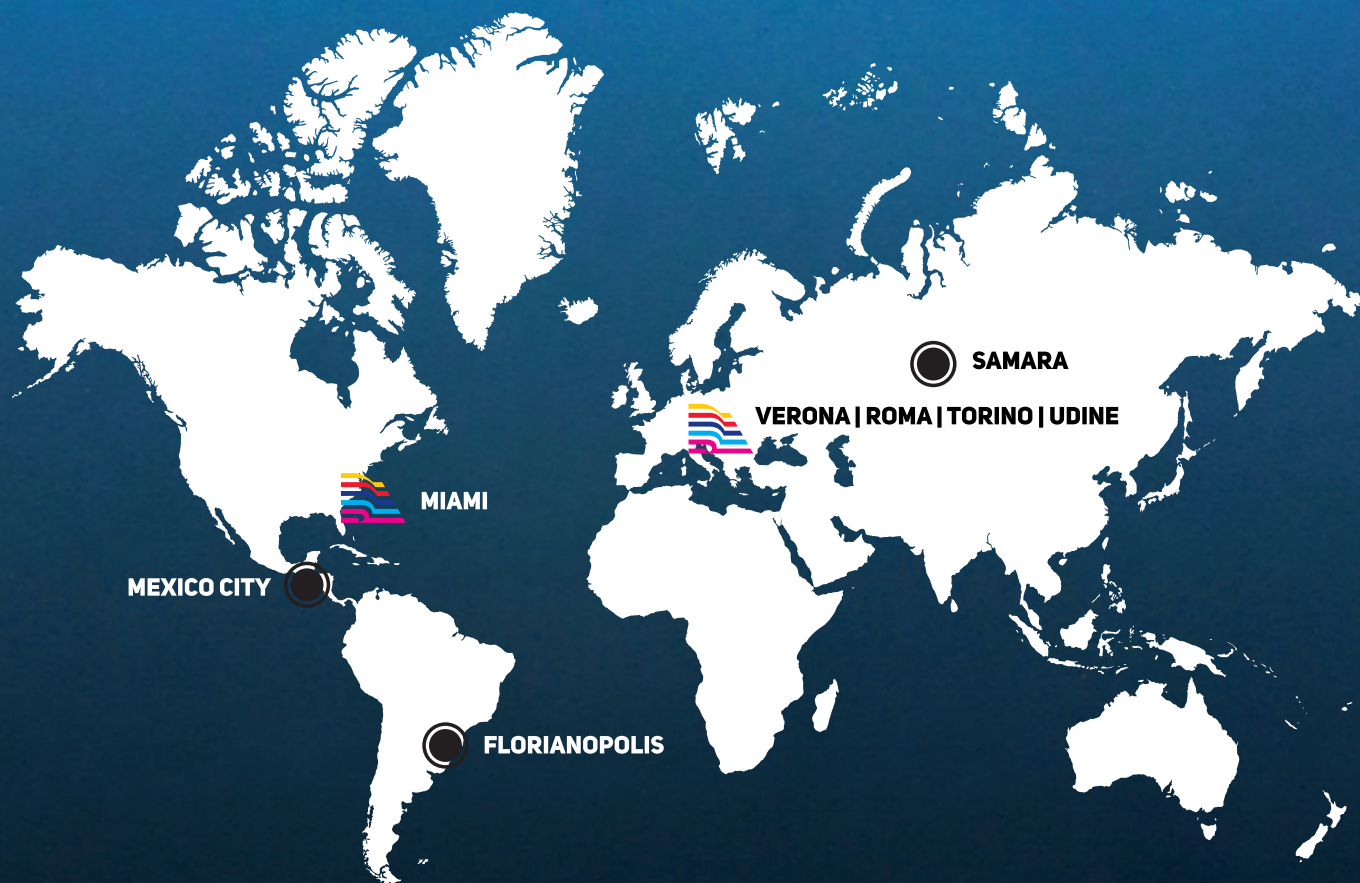 SAMARA
VERONA | ROMA | TORINO | UDINE
MIAMI
MEXICO CITY
FLORIANOPOLIS